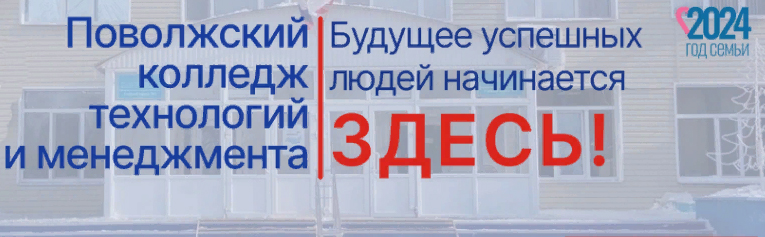 Поволжский
колледж
технологий
и менеджмента
Будущее успешных
людей начинается
ЗДЕСЬ!
2024
ГОД СЕМЬИ